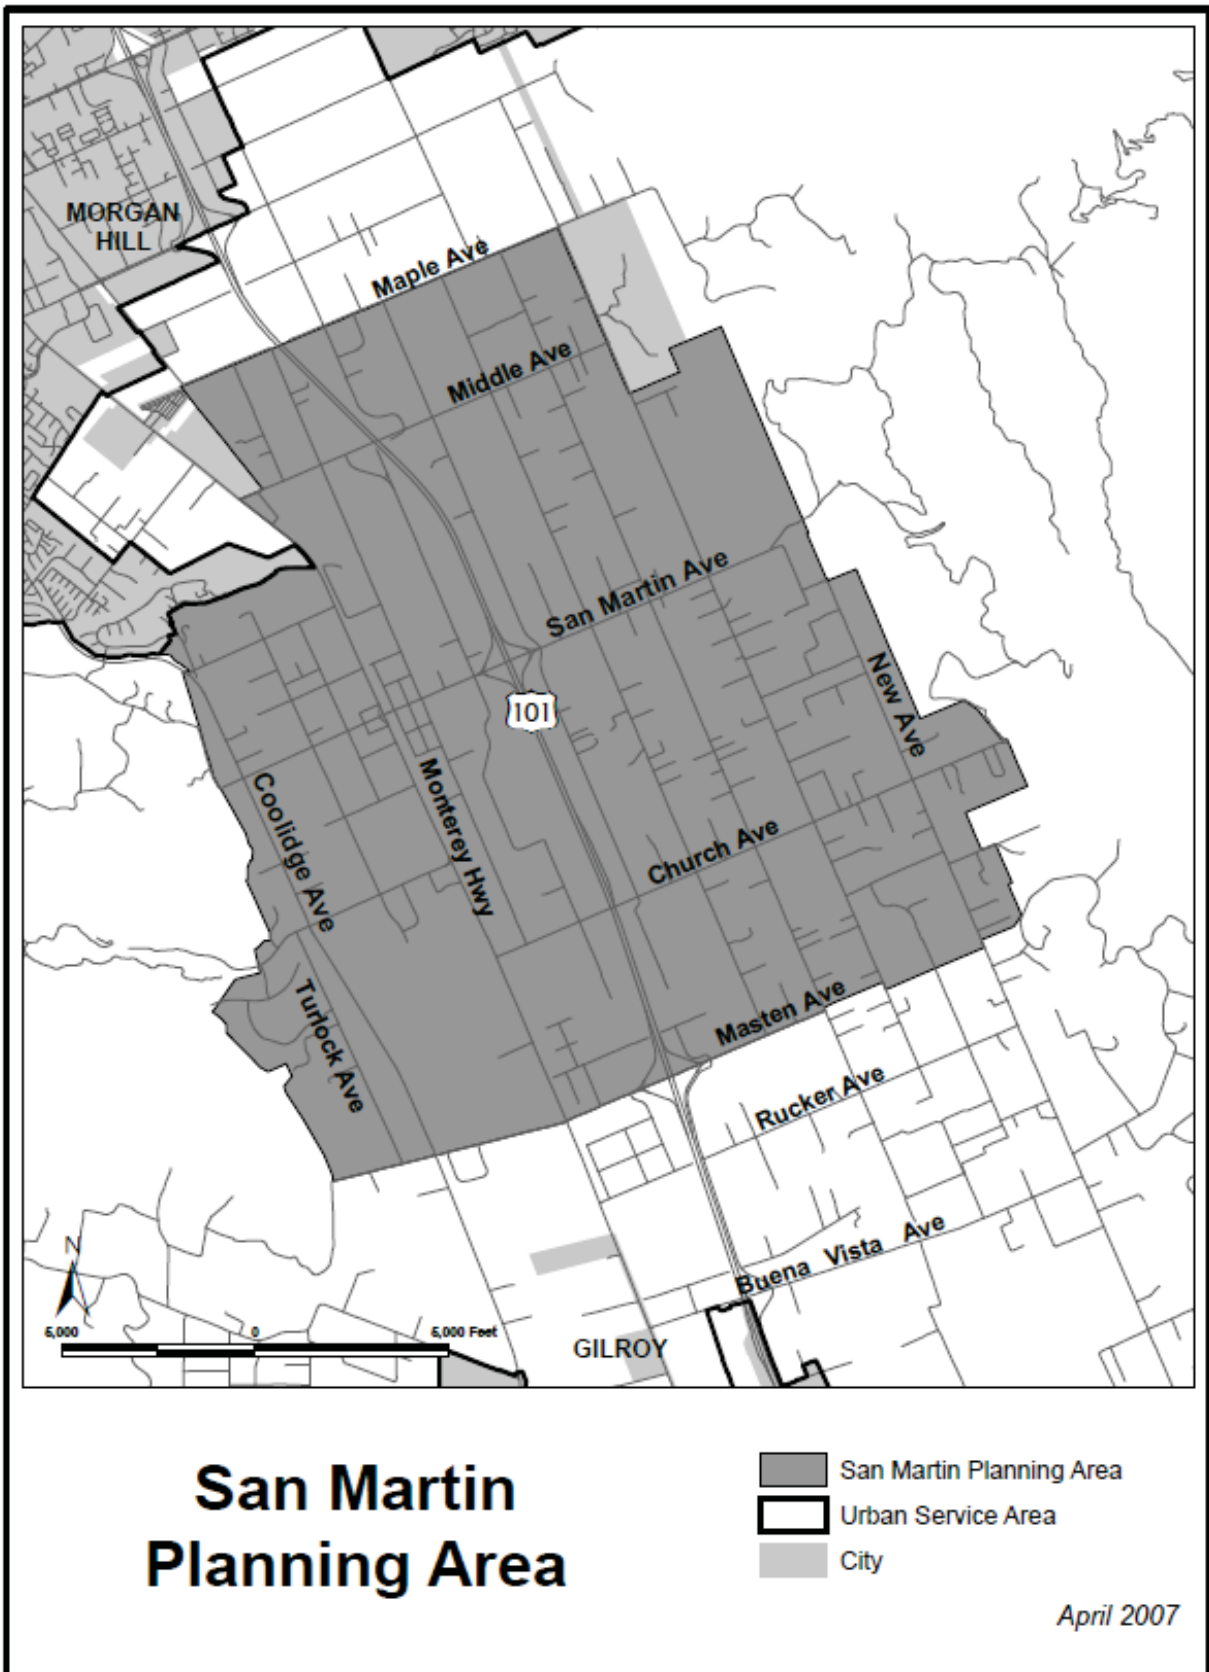 MORGAN
HILL
Maple Ave
Middle Ave
San Martin Ave
New Ave
101
Coolidge Ave
Monterey Hwy
Church Ave
Turlock Ave
Masten Ave
Rucker Ave
Buena Vista Ave
N
5,000 0 5,000 Feet
GILROY
San Martin
Planning Area
San Martin Planning Area
Urban Service Area
City
April 2007